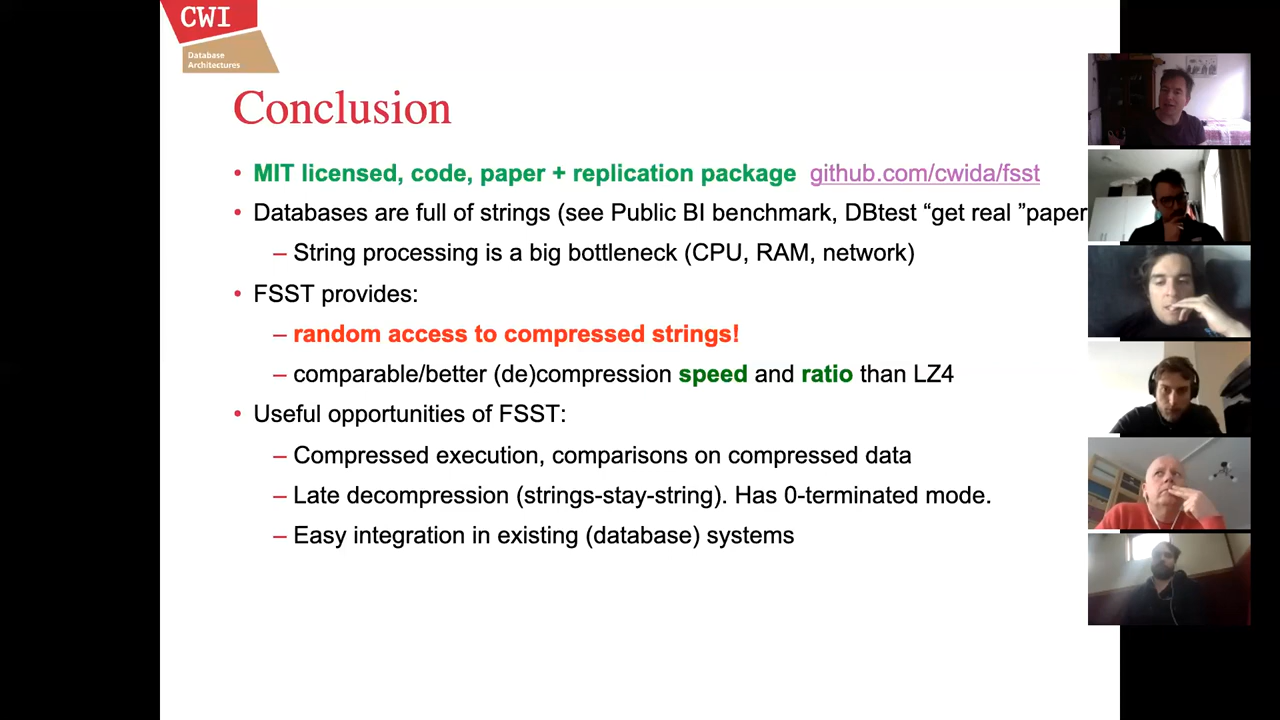 CWI
Database
Architectures
Conclusion
• MIT licensed, code, paper + replication package github.com/cwida/fsst
• Databases are full of strings (see Public BI benchmark, DBtest “get real ”paper
– String processing is a big bottleneck (CPU, RAM, network)
• FSST provides:
– random access to compressed strings!
– comparable/better (de)compression speed and ratio than LZ4
• Useful opportunities of FSST:
– Compressed execution, comparisons on compressed data
– Late decompression (strings-stay-string). Has 0-terminated mode.
– Easy integration in existing (database) systems